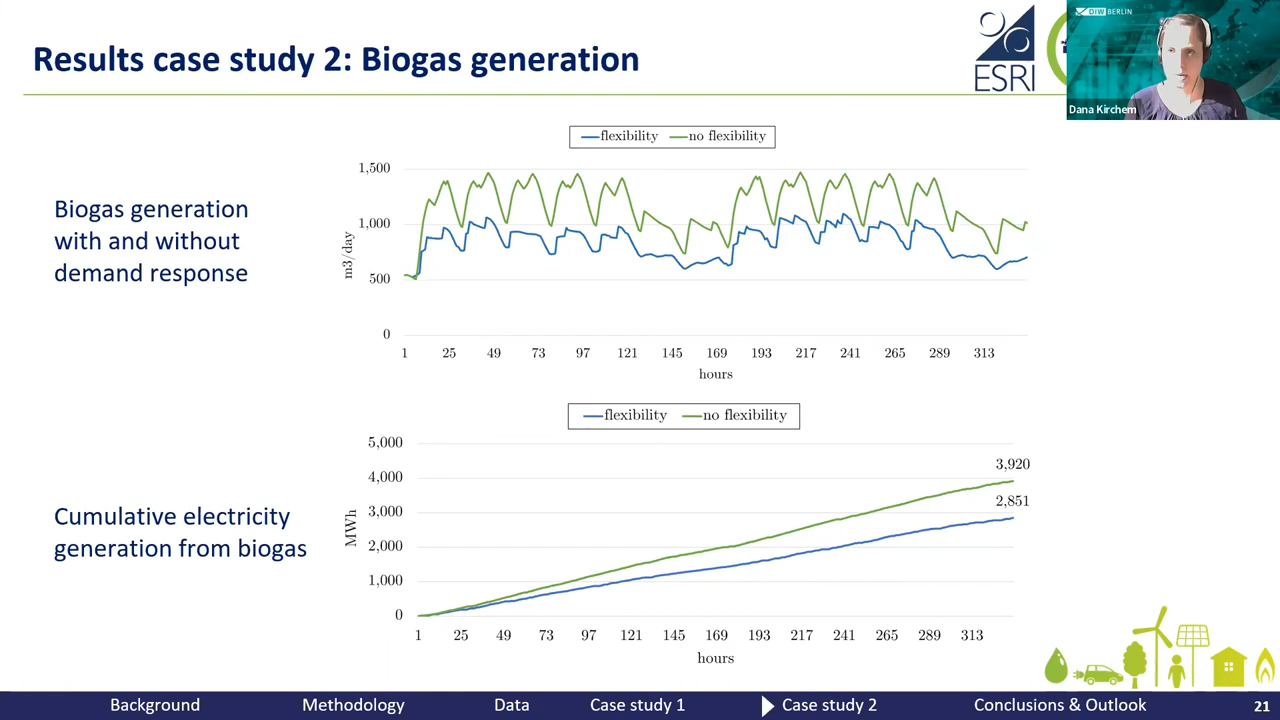 Results case study 2: Biogas generation
ESRI
DIW BERLIN
Dana Kirchem
Biogas generation
with and without
demand response
flexibility no flexibility
1,500
1,000
500
0
m3/day
1 25 49 73 97 121 145 169 193 217 241 265 289 313
hours
Cumulative electricity
generation from biogas
flexibility no flexibility
5,000
4,000
3,000
2,000
1,000
0
MWh
3,920
2,851
1 25 49 73 97 121 145 169 193 217 241 265 289 313
hours
Background Methodology Data Case study 1 Case study 2 Conclusions & Outlook 21